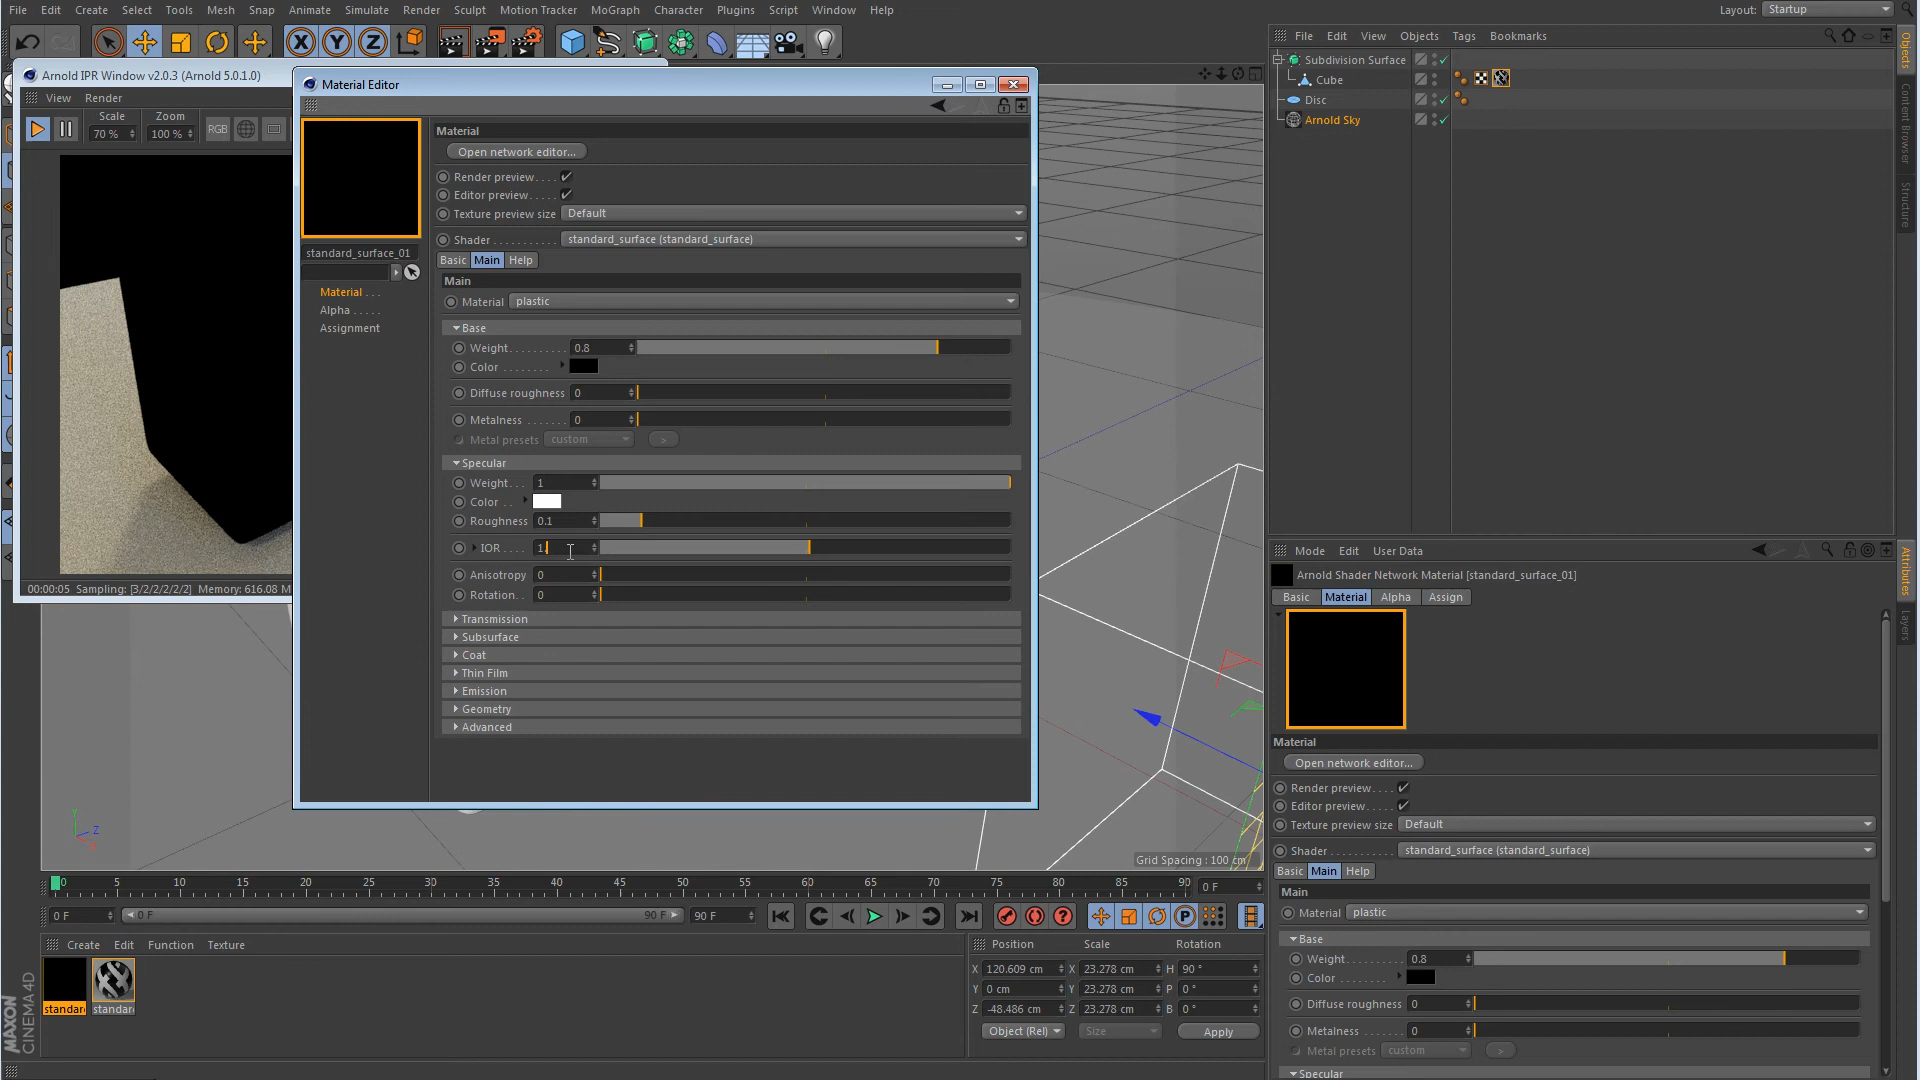 File Edit Create Select Tools Mesh Snap Animate Simulate Render Sculpt Motion Tracker MoGraph Character Plugins Script Window Help
Layout: Startup
X Y Z
File Edit View Objects Tags Bookmarks
Subdivision Surface
Cube
Disc
Arnold Sky
Objects
Content Browser
Structure
Arnold IPR Window v2.0.3 (Arnold 5.0.1.0)
View Render
Scale Zoom
70 % 100 % RGB
00:00:05 Sampling: [3/2/2/2/2/2] Memory: 616.08 M
Material Editor
Material
Open network editor...
Render preview....
Editor preview.....
Texture preview size Default
Shader .......... standard_surface (standard_surface)
standard_surface_01
Material ...
Alpha .....
Assignment
Basic Main Help
Main
Material plastic
Base
Weight......... 0.8
Color ........
Diffuse roughness 0
Metalness ....... 0
Metal presets custom >
Specular
Weight... 1
Color ..
Roughness 0.1
IOR .... 1.
Anisotropy 0
Rotation.. 0
Transmission
Subsurface
Coat
Thin Film
Emission
Geometry
Advanced
Y
Z
X
Grid Spacing : 100 cm
0 5 10 15 20 25 30 35 40 45 50 55 60 65 70 75 80 85 90 0 F
0 F 0 F 90 F 90 F P
Create Edit Function Texture
standard
standard
MAXON
CINEMA 4D
Position Scale Rotation
X 120.609 cm X 23.278 cm H 90 °
Y 0 cm Y 23.278 cm P 0 °
Z -48.486 cm Z 23.278 cm B 0 °
Object (Rel) Size Apply
Mode Edit User Data
Attributes
Layers
Arnold Shader Network Material [standard_surface_01]
Basic Material Alpha Assign
Material
Open network editor...
Render preview....
Editor preview.....
Texture preview size Default
Shader ........... standard_surface (standard_surface)
Basic Main Help
Main
Material plastic
Base
Weight......... 0.8
Color ........
Diffuse roughness 0
Metalness ....... 0
Metal presets custom >
Specular